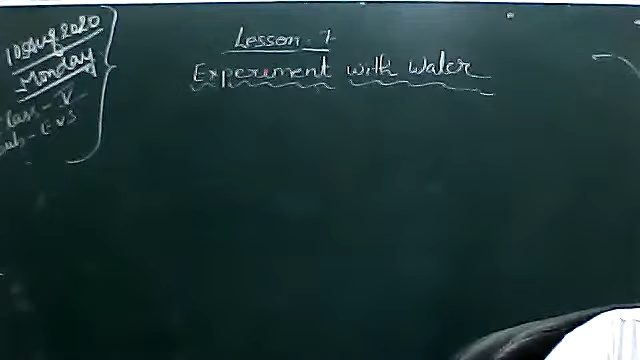 10 Aug 2020
Monday
Class - V
Sub - EVS
Lesson - 7
Experiment with Water